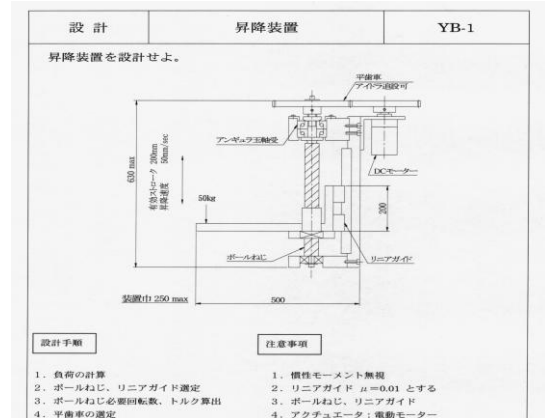 設 計
昇降装置
YB-1
昇降装置を設計せよ。
平歯車
アイドラ追設可
アンギュラ玉軸受
DCモーター
630 max
有効ストローク 200mm
昇降速度 50mm/sec
50kg
200
ボールねじ
リニアガイド
装置巾 250 max
500
設計手順
注意事項
1. 負荷の計算
2. ボールねじ、リニアガイド選定
3. ボールねじ必要回転数、トルク算出
4. 平歯車の選定
1. 慣性モーメント無視
2. リニアガイド μ=0.01 とする
3. ボールねじ、リニアガイド
4. アクチュエータ：電動モーター